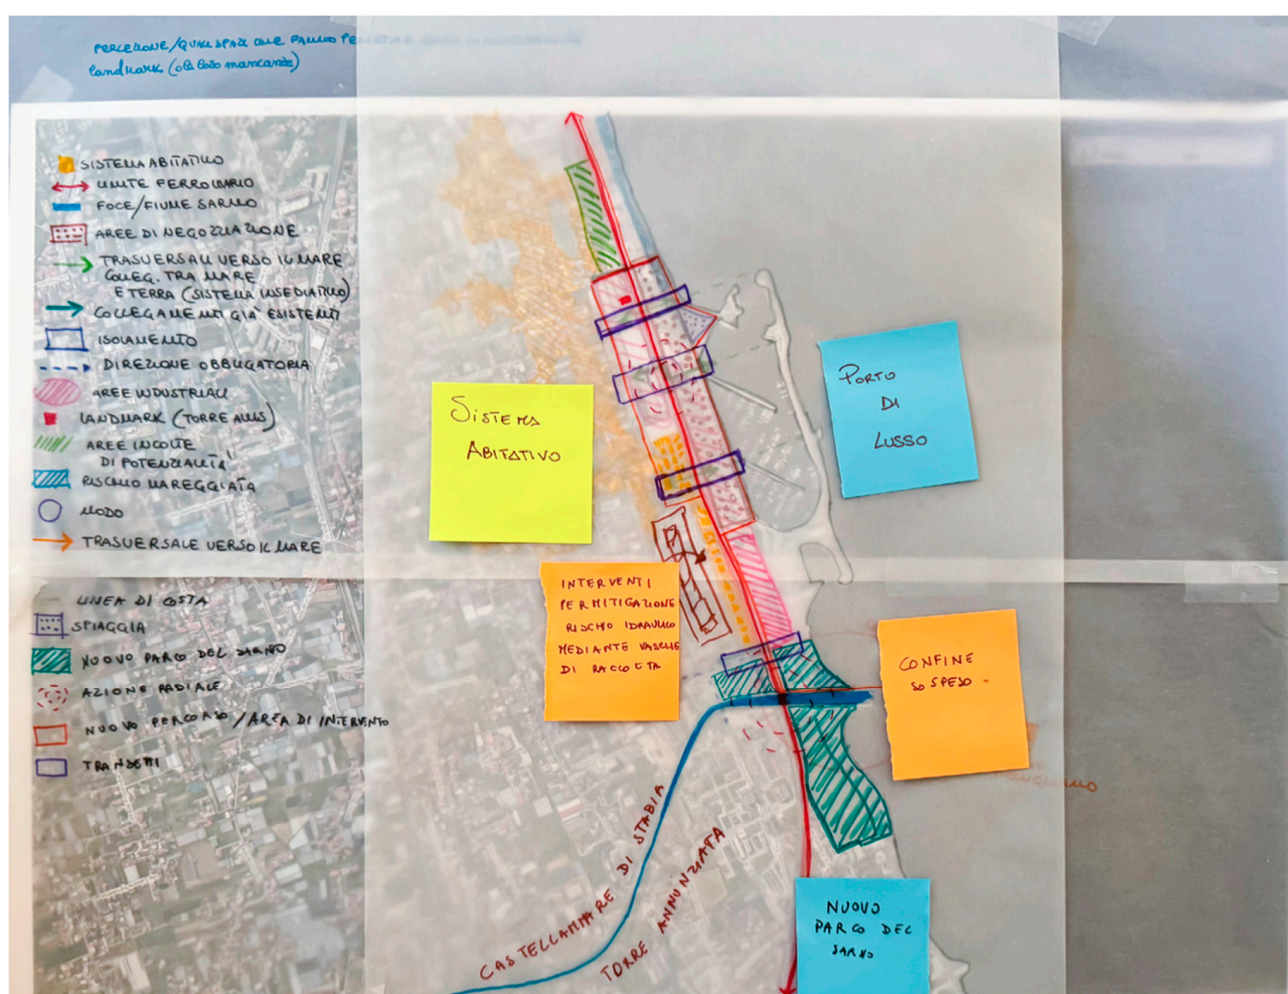 PERCEZIONE/QUALI SPAZI CHE FANNO
landmark (o la loro mancanza)
SISTEMA ABITATIVO
LIMITE FERROVIARIO
FOCE/FIUME SARNO
AREE DI NEGOZIAZIONE
TRASVERSALI VERSO IL MARE
COLLEG. TRA MARE
E TERRA (SISTEMA INSEDIATIVO)
COLLEGAMENTI GIÀ ESISTENTI
ISOLAMENTO
DIREZIONE OBBLIGATORIA
AREE INDUSTRIALI
LANDMARK (TORRE AVIS)
AREE INCOLTE
DI POTENZIALITÀ
RISCHIO MAREGGIATA
NODO
TRASVERSALE VERSO IL MARE
LINEA DI COSTA
SPIAGGIA
NUOVO PARCO DEL SARNO
AZIONE RADIALE
NUOVO PERCORSO / AREA DI INTERVENTO
TRANSETTI
SISTEMA
ABITATIVO
PORTO
DI
LUSSO
INTERVENTI
PER MITIGAZIONE
RISCHIO IDRAULICO
MEDIANTE VASCHE
DI RACCOLTA
CONFINE
SOSPESO
CASTELLAMMARE DI STABIA
TORRE ANNUNZIATA
NUOVO
PARCO DEL
SARNO